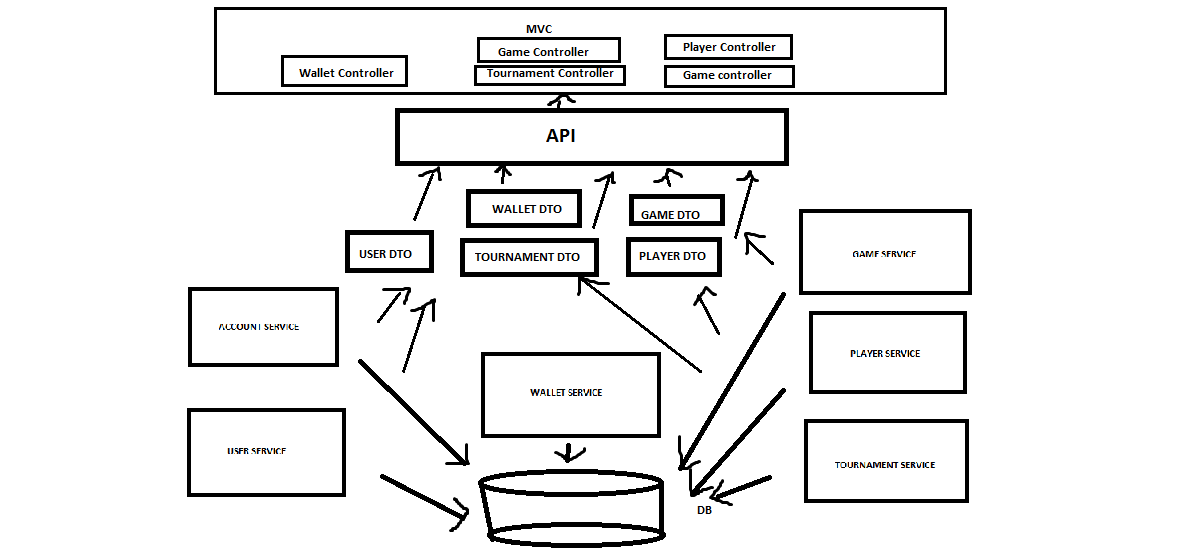 MVC
Game Controller
Player Controller
Wallet Controller
Tournament Controller
Game controller
API
WALLET DTO
GAME DTO
USER DTO
TOURNAMENT DTO
PLAYER DTO
GAME SERVICE
ACCOUNT SERVICE
PLAYER SERVICE
WALLET SERVICE
USER SERVICE
TOURNAMENT SERVICE
DB